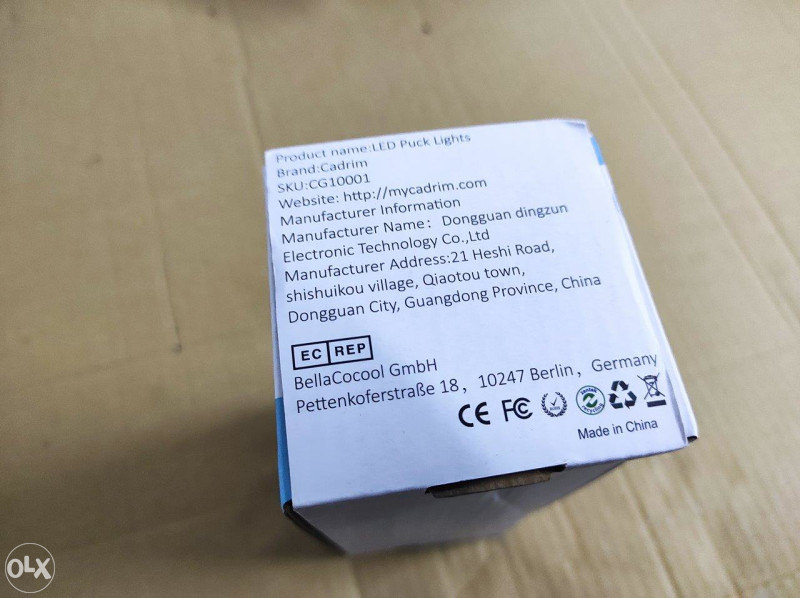 Product name:LED Puck Lights
Brand:Cadrim
SKU:CG10001
Website: http://mycadrim.com
Manufacturer Information
Manufacturer Name： Dongguan dingzun
Electronic Technology Co.,Ltd
Manufacturer Address:21 Heshi Road,
shishuikou village, Qiaotou town,
Dongguan City, Guangdong Province, China
EC REP
BellaCocool GmbH
Pettenkoferstraße 18，10247 Berlin，Germany
CE FC
Made in China
OLX